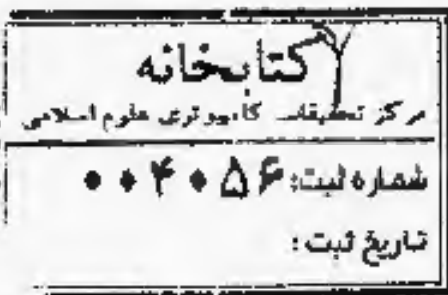 کتابخانه
مرکز تحقیقات کامپیوتری علوم اسلامی
شماره ثبت: ۰۰۴۰۵۶
تاریخ ثبت: